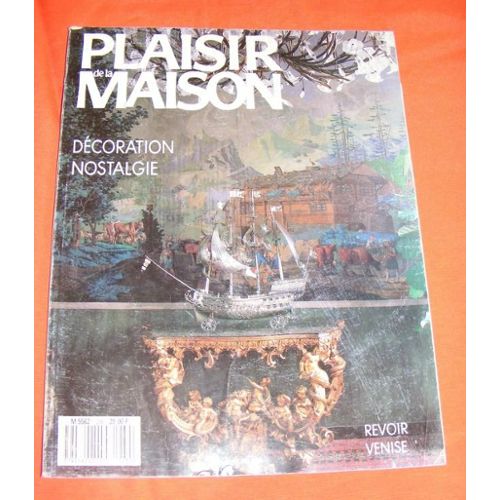 PLAISIR
de la
MAISON
DÉCORATION
NOSTALGIE
REVOIR
VENISE